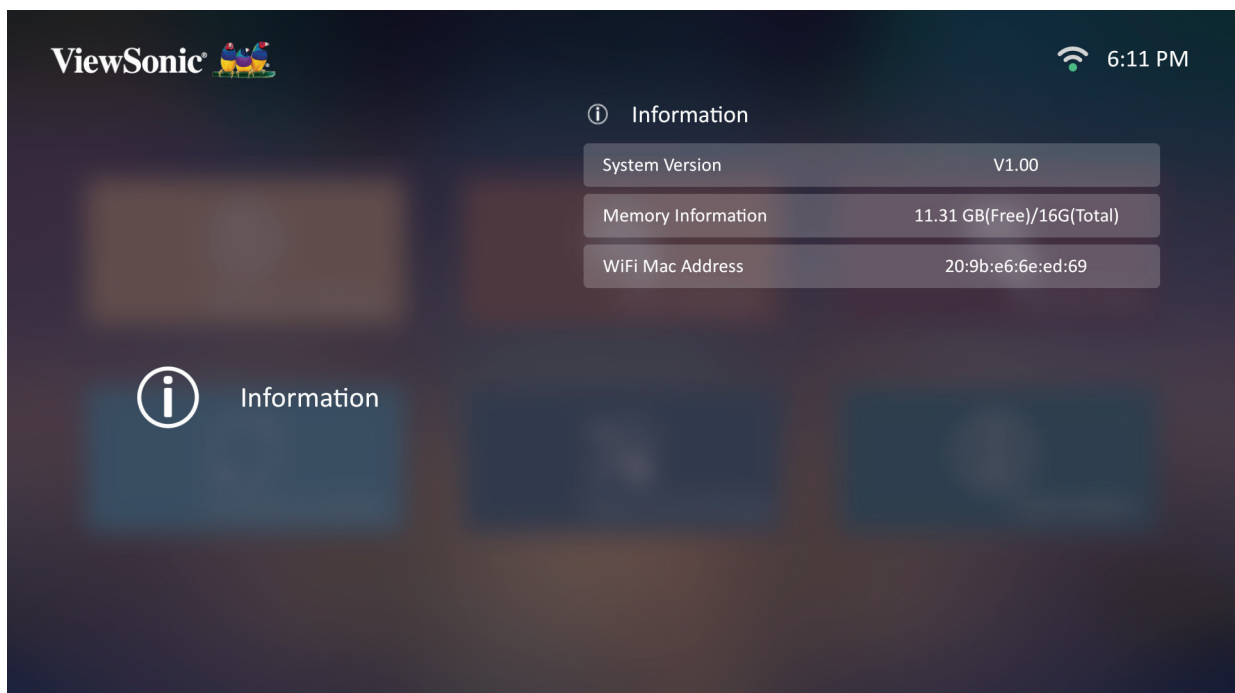 ViewSonic®
6:11 PM
Information
System Version V1.00
Memory Information 11.31 GB(Free)/16G(Total)
WiFi Mac Address 20:9b:e6:6e:ed:69
Information